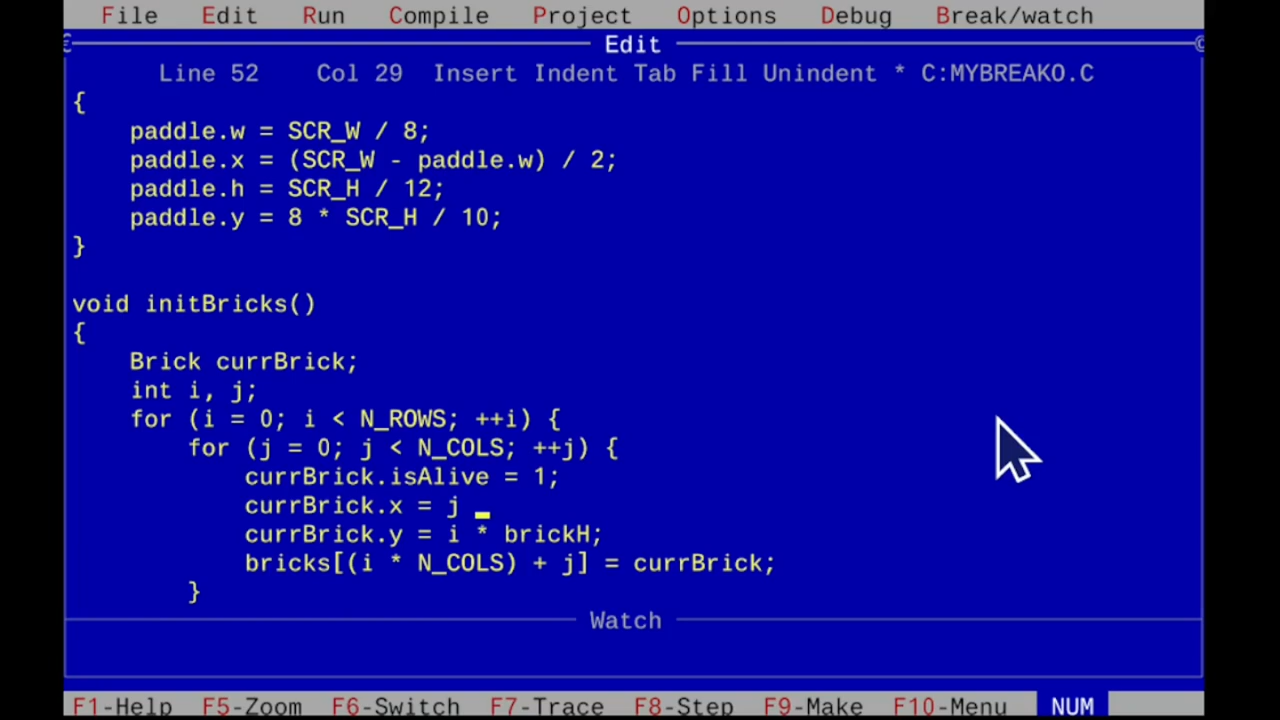 File Edit Run Compile Project Options Debug Break/watch
Edit
Line 52 Col 29 Insert Indent Tab Fill Unindent * C:MYBREAKO.C
{
paddle.w = SCR_W / 8;
paddle.x = (SCR_W - paddle.w) / 2;
paddle.h = SCR_H / 12;
paddle.y = 8 * SCR_H / 10;
}
void initBricks()
{
Brick currBrick;
int i, j;
for (i = 0; i < N_ROWS; ++i) {
for (j = 0; j < N_COLS; ++j) {
currBrick.isAlive = 1;
currBrick.x = j _
currBrick.y = i * brickH;
bricks[(i * N_COLS) + j] = currBrick;
}
Watch
F1-Help F5-Zoom F6-Switch F7-Trace F8-Step F9-Make F10-Menu NUM